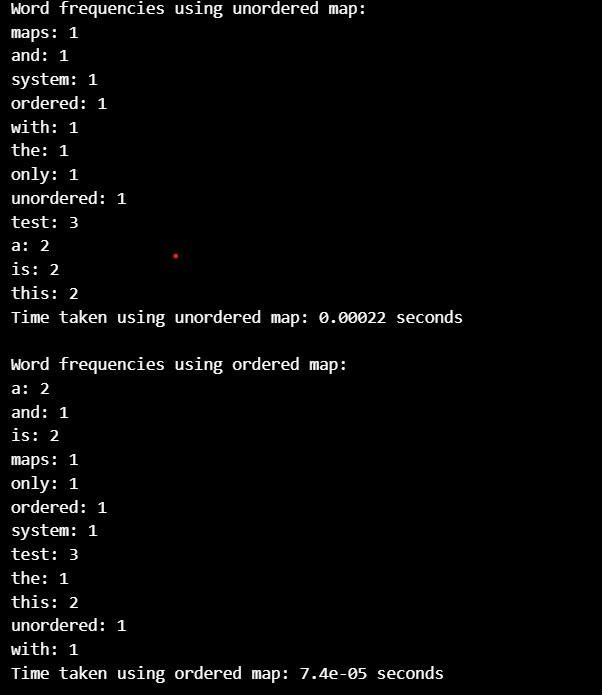 Word frequencies using unordered map:
maps: 1
and: 1
system: 1
ordered: 1
with: 1
the: 1
only: 1
unordered: 1
test: 3
a: 2
is: 2
this: 2
Time taken using unordered map: 0.00022 seconds

Word frequencies using ordered map:
a: 2
and: 1
is: 2
maps: 1
only: 1
ordered: 1
system: 1
test: 3
the: 1
this: 2
unordered: 1
with: 1
Time taken using ordered map: 7.4e-05 seconds